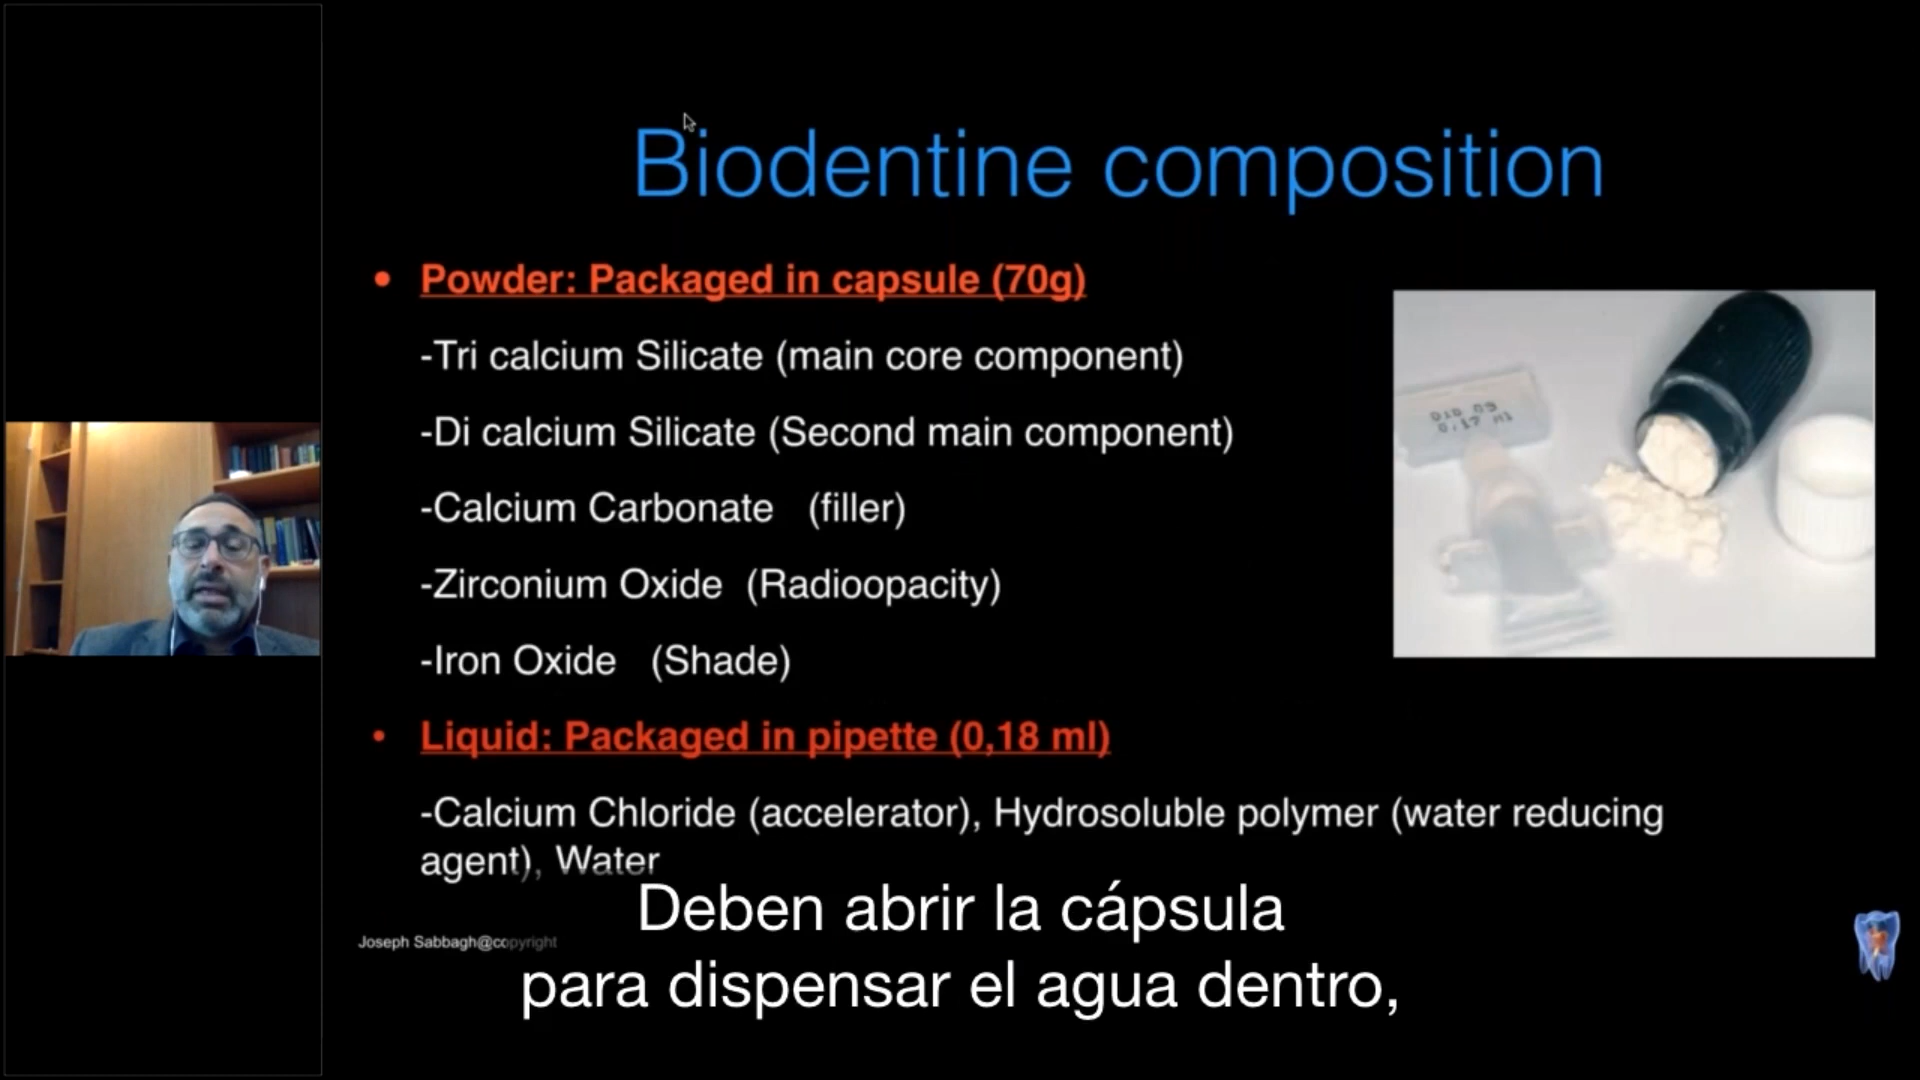 Biodentine composition
• Powder: Packaged in capsule (70g)
-Tri calcium Silicate (main core component)
-Di calcium Silicate (Second main component)
-Calcium Carbonate (filler)
-Zirconium Oxide (Radioopacity)
-Iron Oxide (Shade)
• Liquid: Packaged in pipette (0,18 ml)
-Calcium Chloride (accelerator), Hydrosoluble polymer (water reducing
agent), Water
Deben abrir la cápsula
para dispensar el agua dentro,
Joseph Sabbagh@copyright